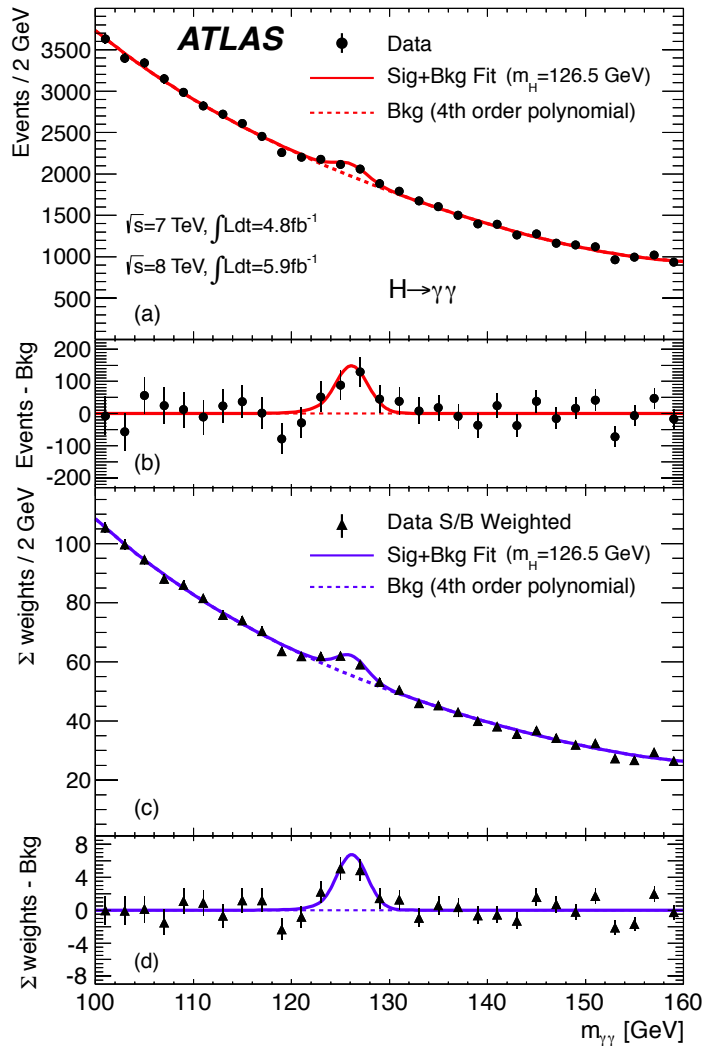 ATLAS
Data
Sig+Bkg Fit (m_H=126.5 GeV)
Bkg (4th order polynomial)
Events / 2 GeV
3500
3000
2500
2000
1500
1000
500
√s=7 TeV, ∫Ldt=4.8fb⁻¹
√s=8 TeV, ∫Ldt=5.9fb⁻¹
H→γγ
(a)
Events - Bkg
200
100
0
-100
-200
(b)
Σ weights / 2 GeV
100
80
60
40
20
Data S/B Weighted
Sig+Bkg Fit (m_H=126.5 GeV)
Bkg (4th order polynomial)
(c)
Σ weights - Bkg
8
4
0
-4
-8
(d)
100 110 120 130 140 150 160
m_γγ [GeV]